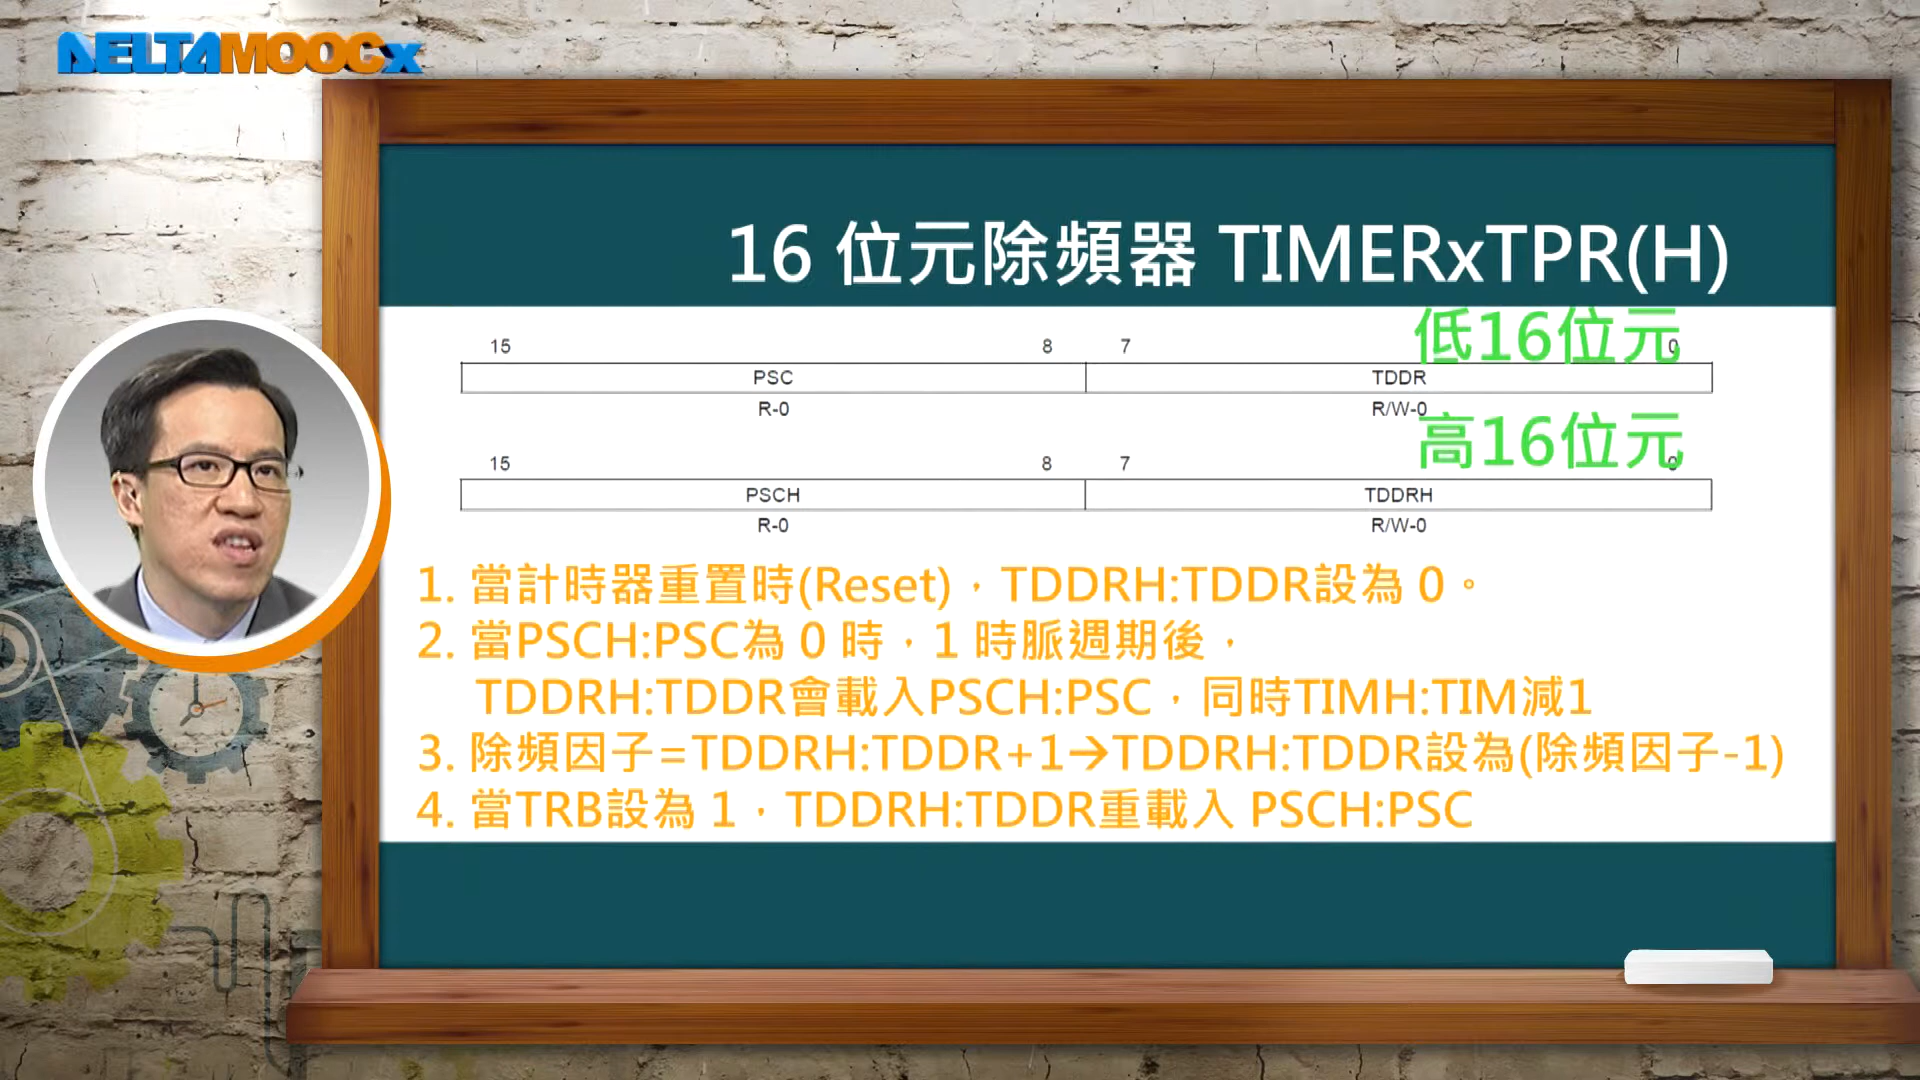 DELTAMOOCx
16 位元除頻器 TIMERxTPR(H)
低16位元
15 8 7 0
PSC TDDR
R-0 R/W-0
高16位元
15 8 7 0
PSCH TDDRH
R-0 R/W-0
1. 當計時器重置時(Reset)，TDDRH:TDDR設為 0。
2. 當PSCH:PSC為 0 時，1 時脈週期後，
TDDRH:TDDR會載入PSCH:PSC，同時TIMH:TIM減1
3. 除頻因子=TDDRH:TDDR+1→TDDRH:TDDR設為(除頻因子-1)
4. 當TRB設為 1，TDDRH:TDDR重載入 PSCH:PSC